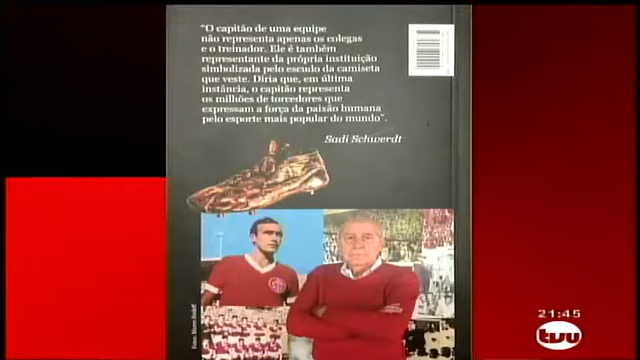 "O capitão de uma equipe
não representa apenas os colegas
e o treinador. Ele é também
representante da própria instituição
simbolizada pelo escudo da camiseta
que veste. Diria que, em última
instância, o capitão representa
os milhões de torcedores que
expressam a força da paixão humana
pelo esporte mais popular do mundo".
Sadi Schwerdt
21:45
tvu